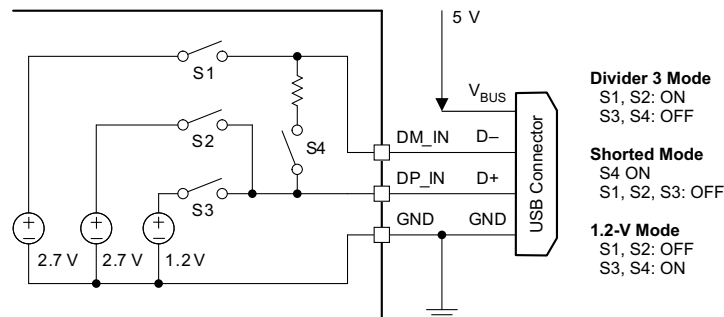 5 V
S1
V_BUS
S2
S4
DM_IN D–
S3
DP_IN D+
GND GND
USB Connector
+ –
+ –
+ –
2.7 V 2.7 V 1.2 V
Divider 3 Mode
S1, S2: ON
S3, S4: OFF
Shorted Mode
S4 ON
S1, S2, S3: OFF
1.2-V Mode
S1, S2: OFF
S3, S4: ON